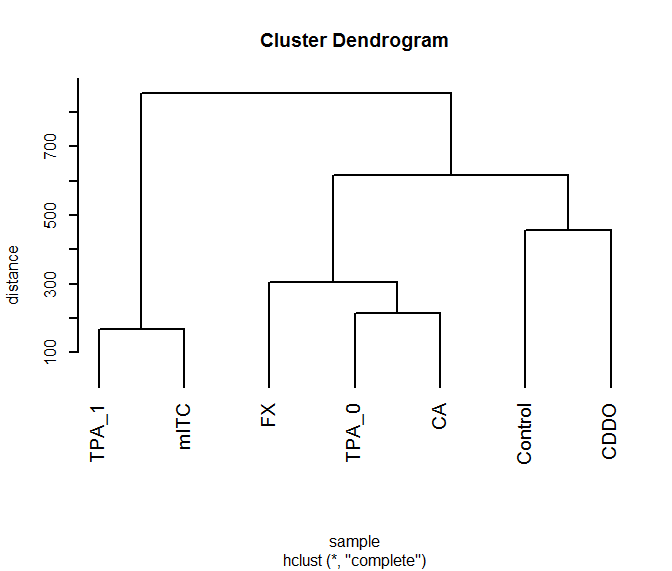 Cluster Dendrogram
distance
700
500
300
100
TPA_1
mITC
FX
TPA_0
CA
Control
CDDO
sample
hclust (*, "complete")